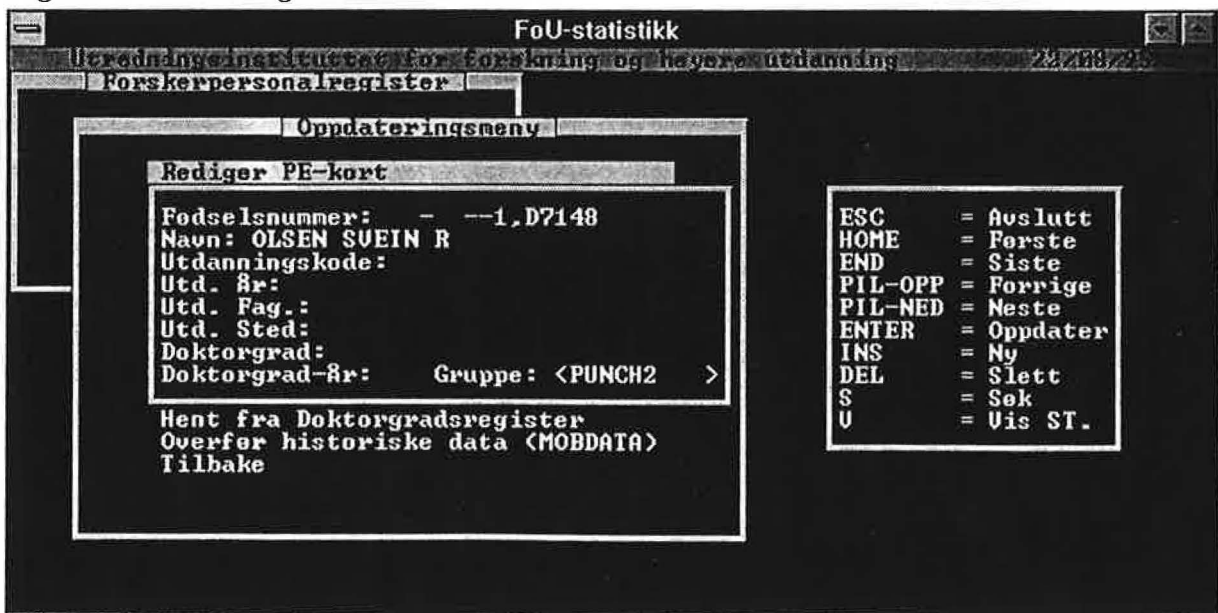 FoU-statistikk
Utredningsinstituttet for forskning og høyere utdanning
Forskerpersonalregister
Oppdateringsmeny
Rediger PE-kort
Fødselsnummer: - --1,D7148
Navn: OLSEN SVEIN R
Utdanningskode:
Utd. År:
Utd. Fag.:
Utd. Sted:
Doktorgrad:
Doktorgrad-År: Gruppe: <PUNCH2 >
Hent fra Doktorgradsregister
Overfør historiske data <MOBDATA>
Tilbake
ESC = Avslutt
HOME = Første
END = Siste
PIL-OPP = Forrige
PIL-NED = Neste
ENTER = Oppdater
INS = Ny
DEL = Slett
S = Søk
V = Vis ST.